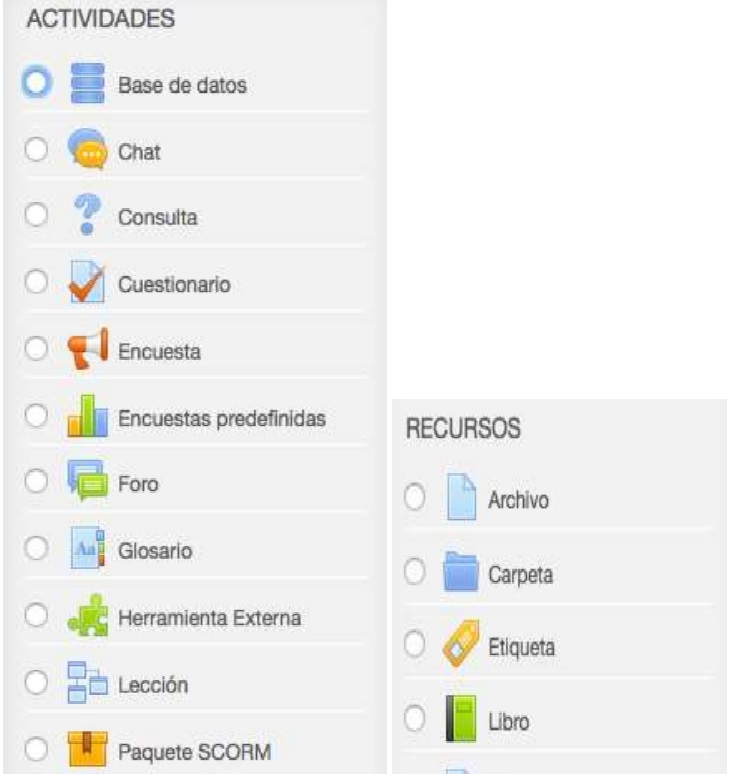 ACTIVIDADES
Base de datos
Chat
Consulta
Cuestionario
Encuesta
Encuestas predefinidas
Foro
Aa
Glosario
Herramienta Externa
Lección
Paquete SCORM
RECURSOS
Archivo
Carpeta
Etiqueta
Libro